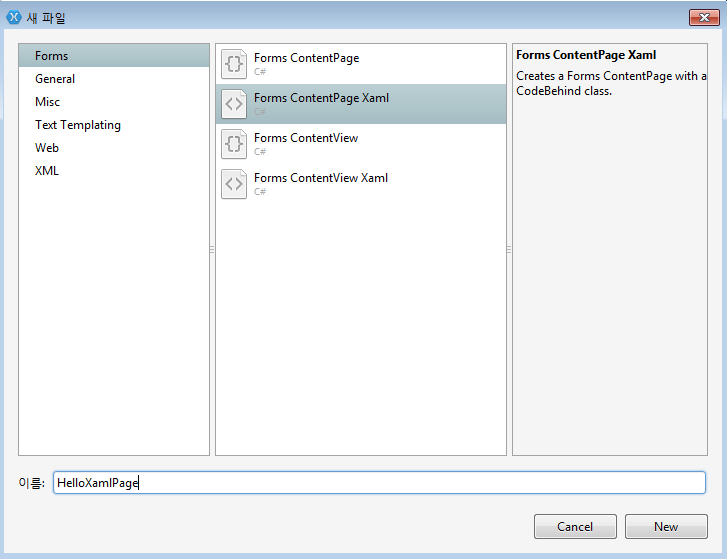 새 파일
Forms
General
Misc
Text Templating
Web
XML
Forms ContentPage
C#
Forms ContentPage Xaml
C#
Forms ContentView
C#
Forms ContentView Xaml
C#
Forms ContentPage Xaml
Creates a Forms ContentPage with a
CodeBehind class.
이름: HelloXamlPage
Cancel New